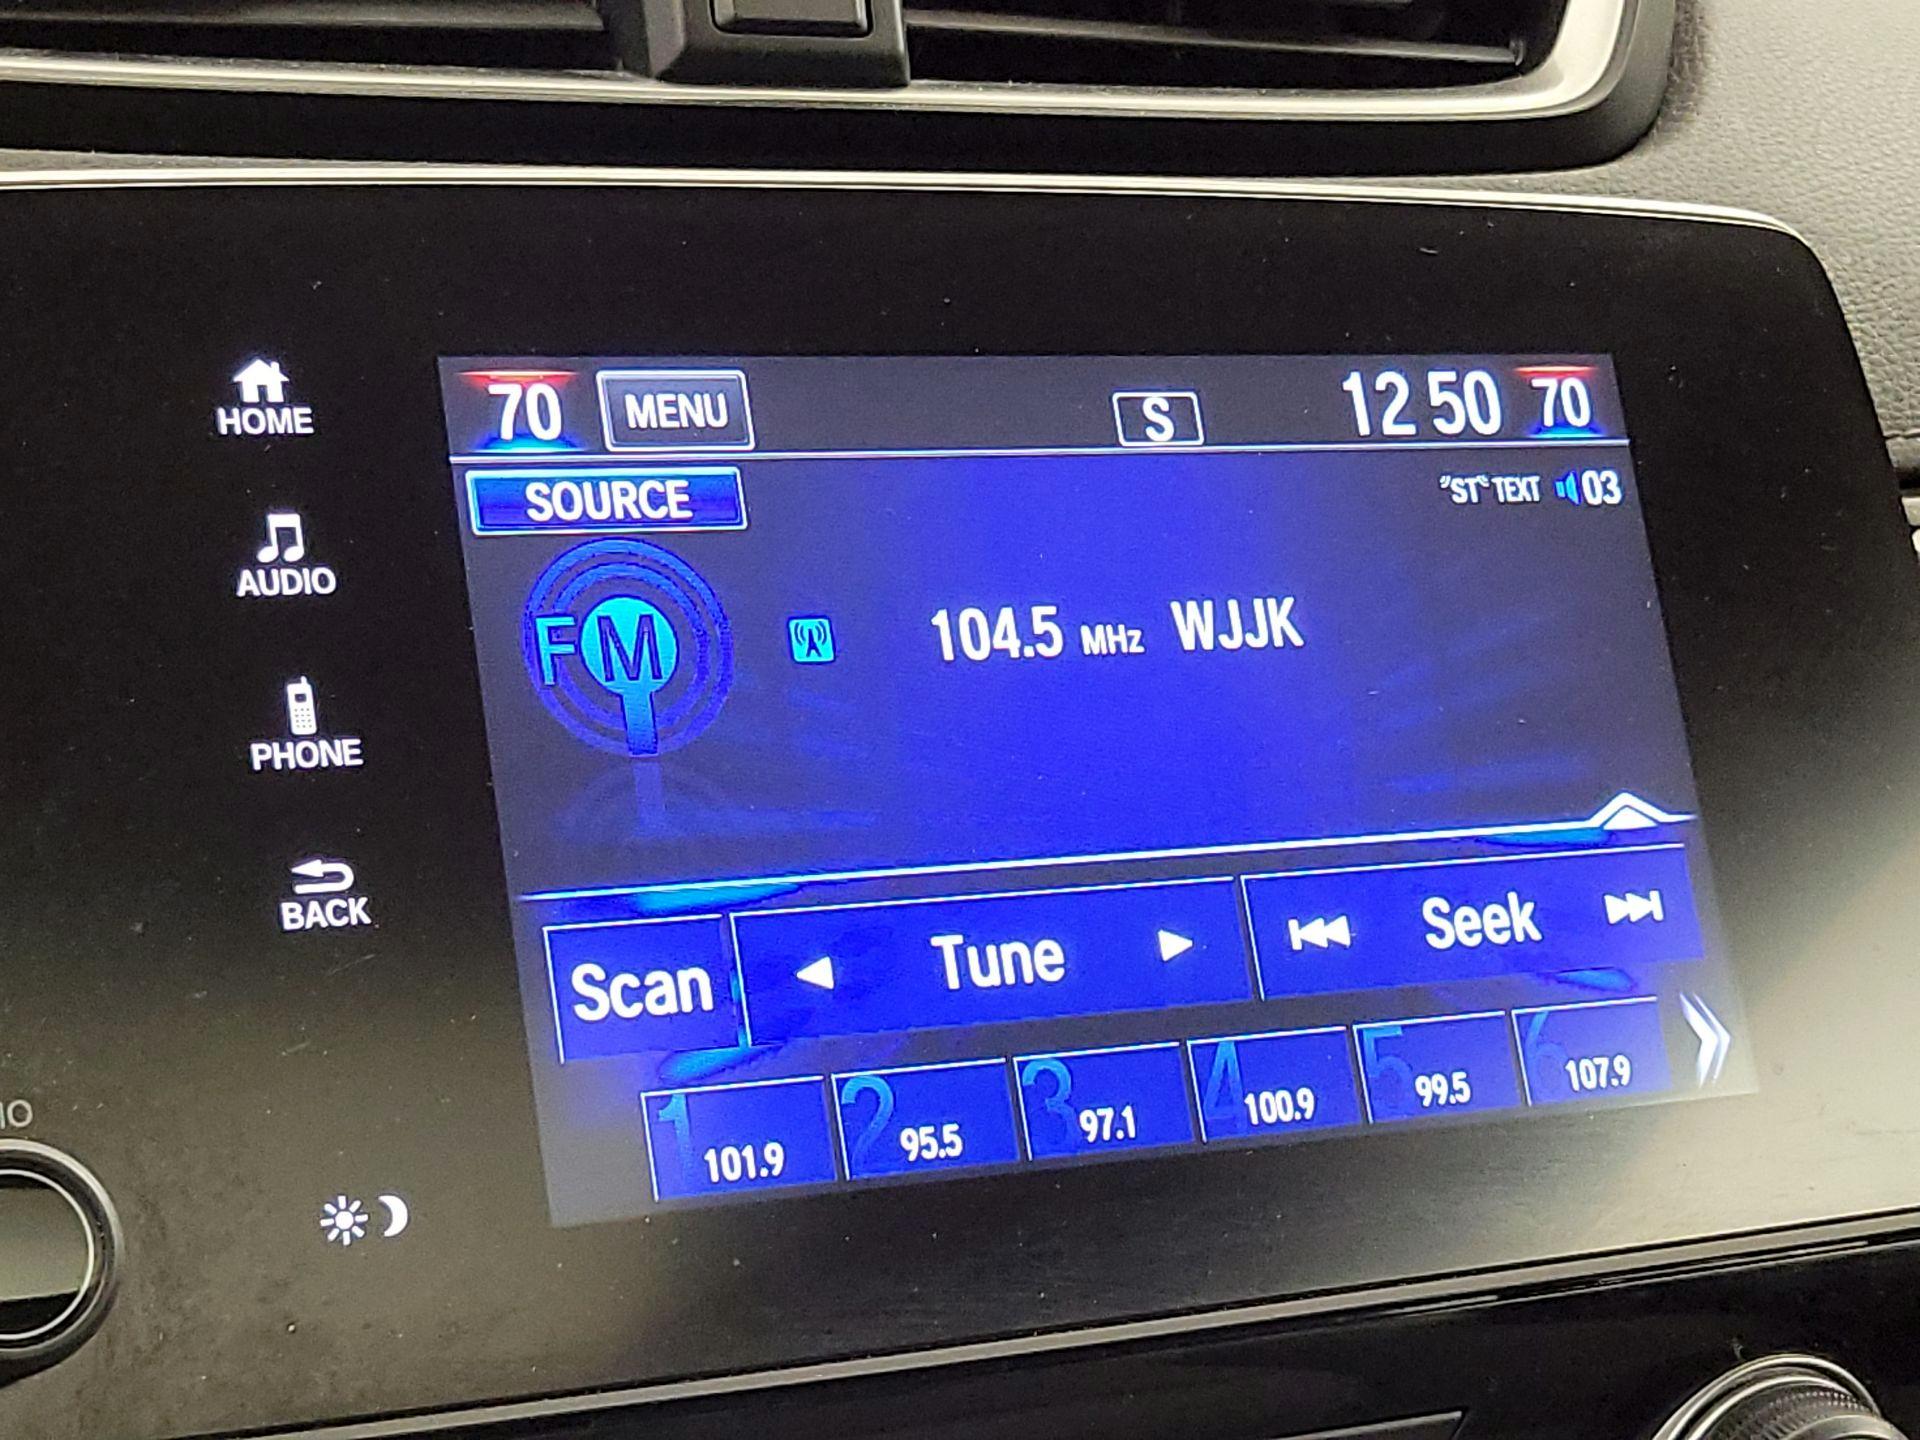 HOME
AUDIO
PHONE
BACK
IO
70 MENU S 12 50 70
SOURCE "ST" TEXT 03
FM 104.5 MHz WJJK
Scan Tune Seek
1 101.9 2 95.5 3 97.1 4 100.9 5 99.5 6 107.9